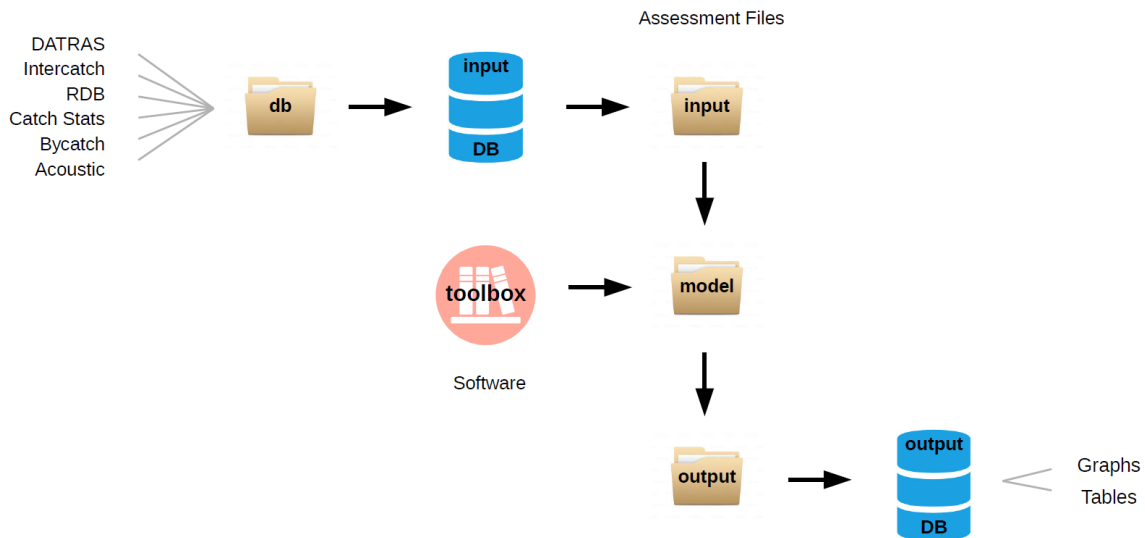 Assessment Files
DATRAS
Intercatch
RDB
Catch Stats
Bycatch
Acoustic
db
input
DB
input
toolbox
Software
model
output
output
DB
Graphs
Tables